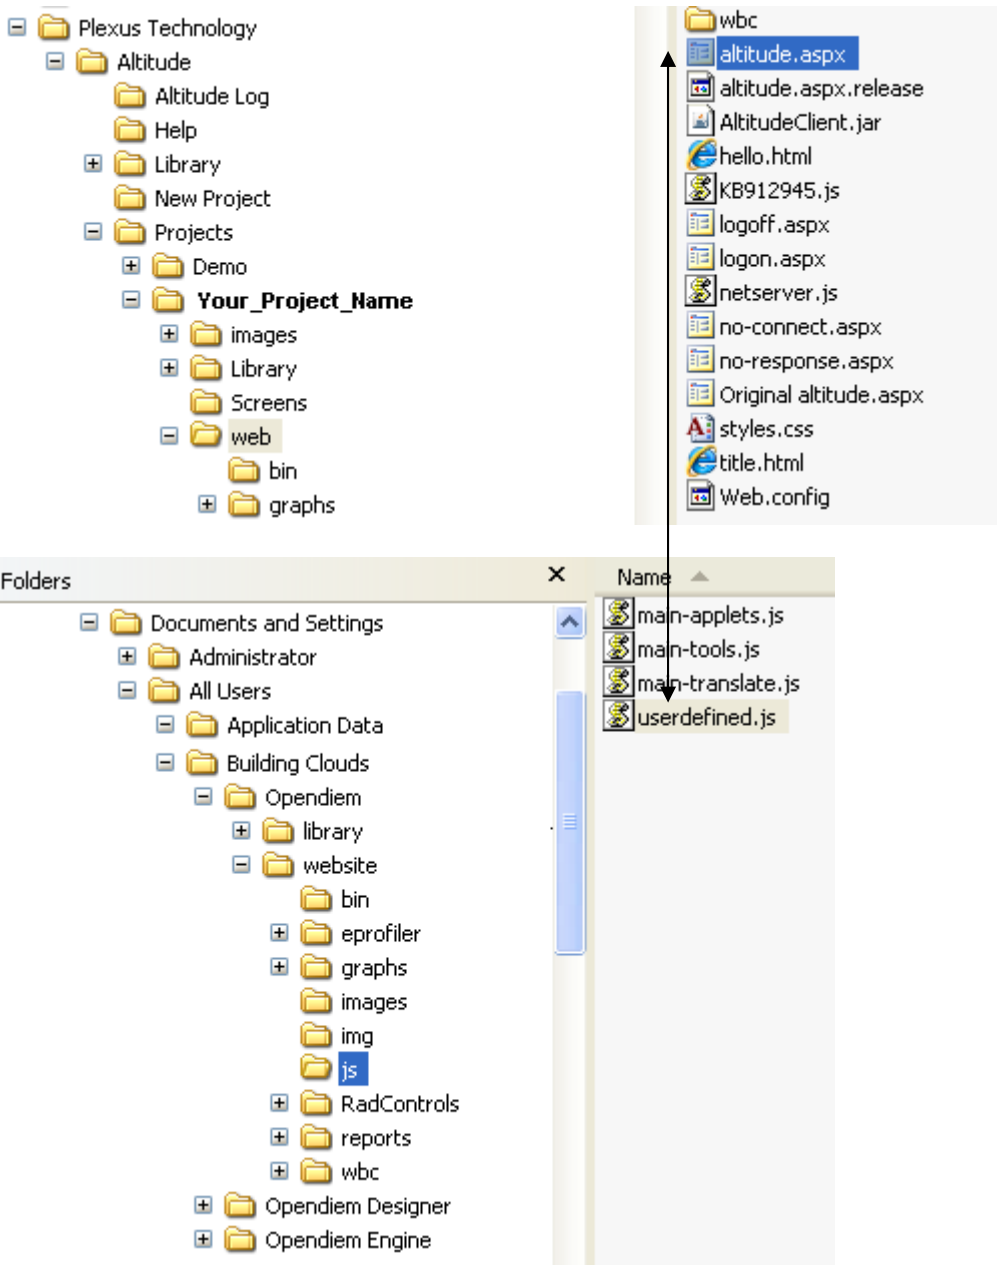 Plexus Technology
Altitude
Altitude Log
Help
Library
New Project
Projects
Demo
Your_Project_Name
images
Library
Screens
web
bin
graphs
wbc
altitude.aspx
altitude.aspx.release
AltitudeClient.jar
hello.html
KB912945.js
logoff.aspx
logon.aspx
netserver.js
no-connect.aspx
no-response.aspx
Original altitude.aspx
styles.css
title.html
Web.config
Folders
Documents and Settings
Administrator
All Users
Application Data
Building Clouds
Opendiem
library
website
bin
eprofiler
graphs
images
img
js
RadControls
reports
wbc
Opendiem Designer
Opendiem Engine
Name
main-applets.js
main-tools.js
main-translate.js
userdefined.js